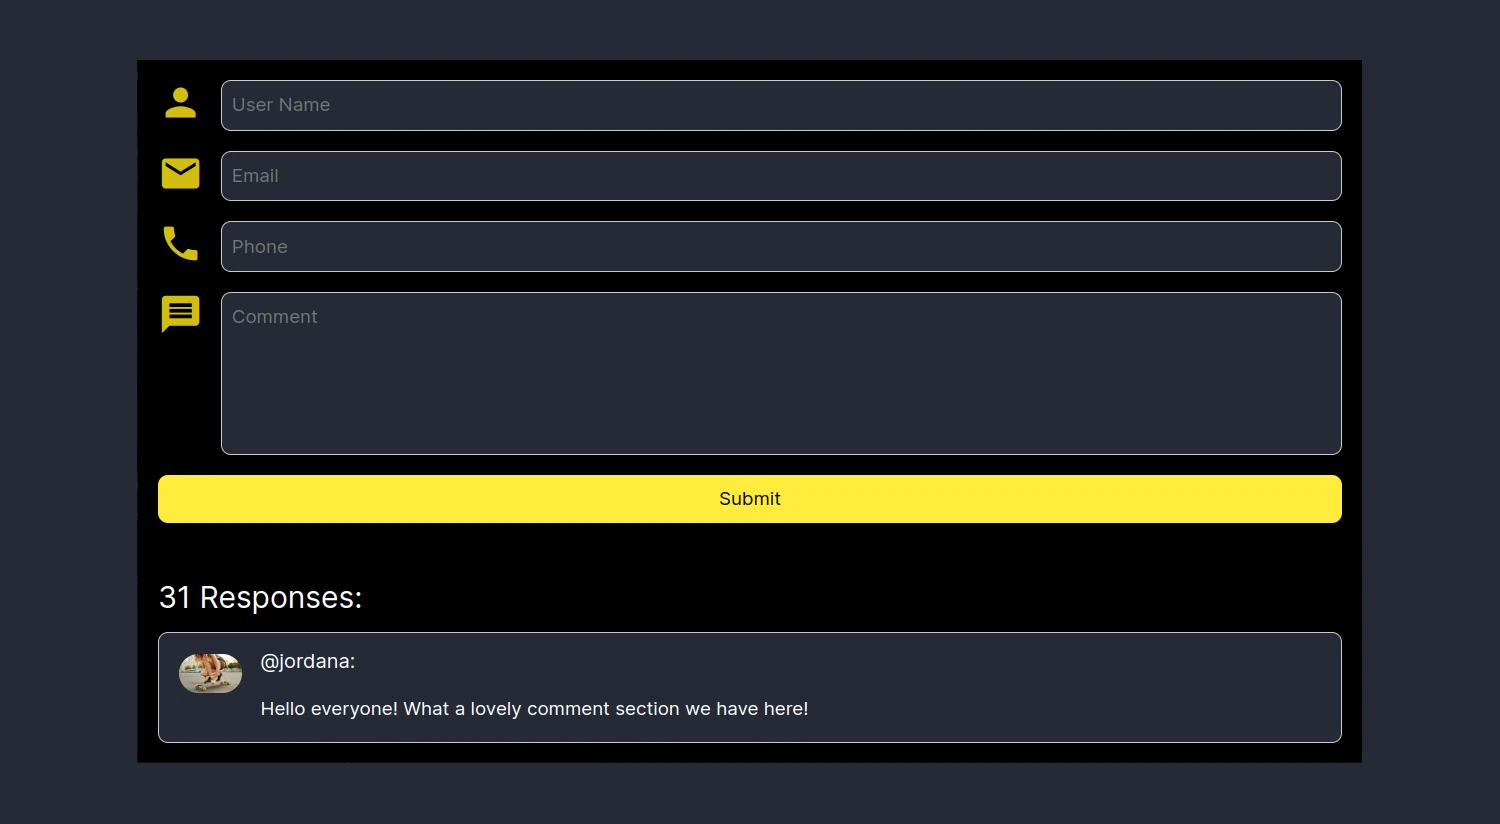 User Name
Email
Phone
Comment
Submit
31 Responses:
@jordana:
Hello everyone! What a lovely comment section we have here!